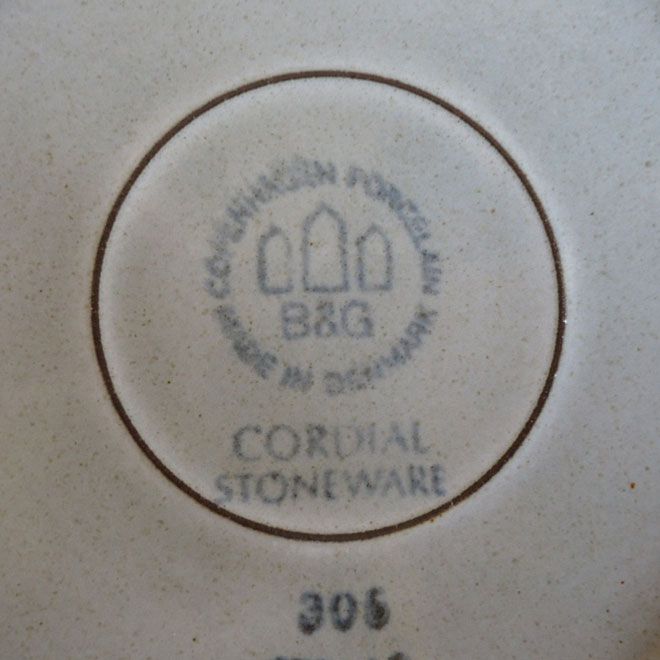 COPENHAGEN PORCELAIN
B&G
MADE IN DENMARK
CORDIAL
STONEWARE
306